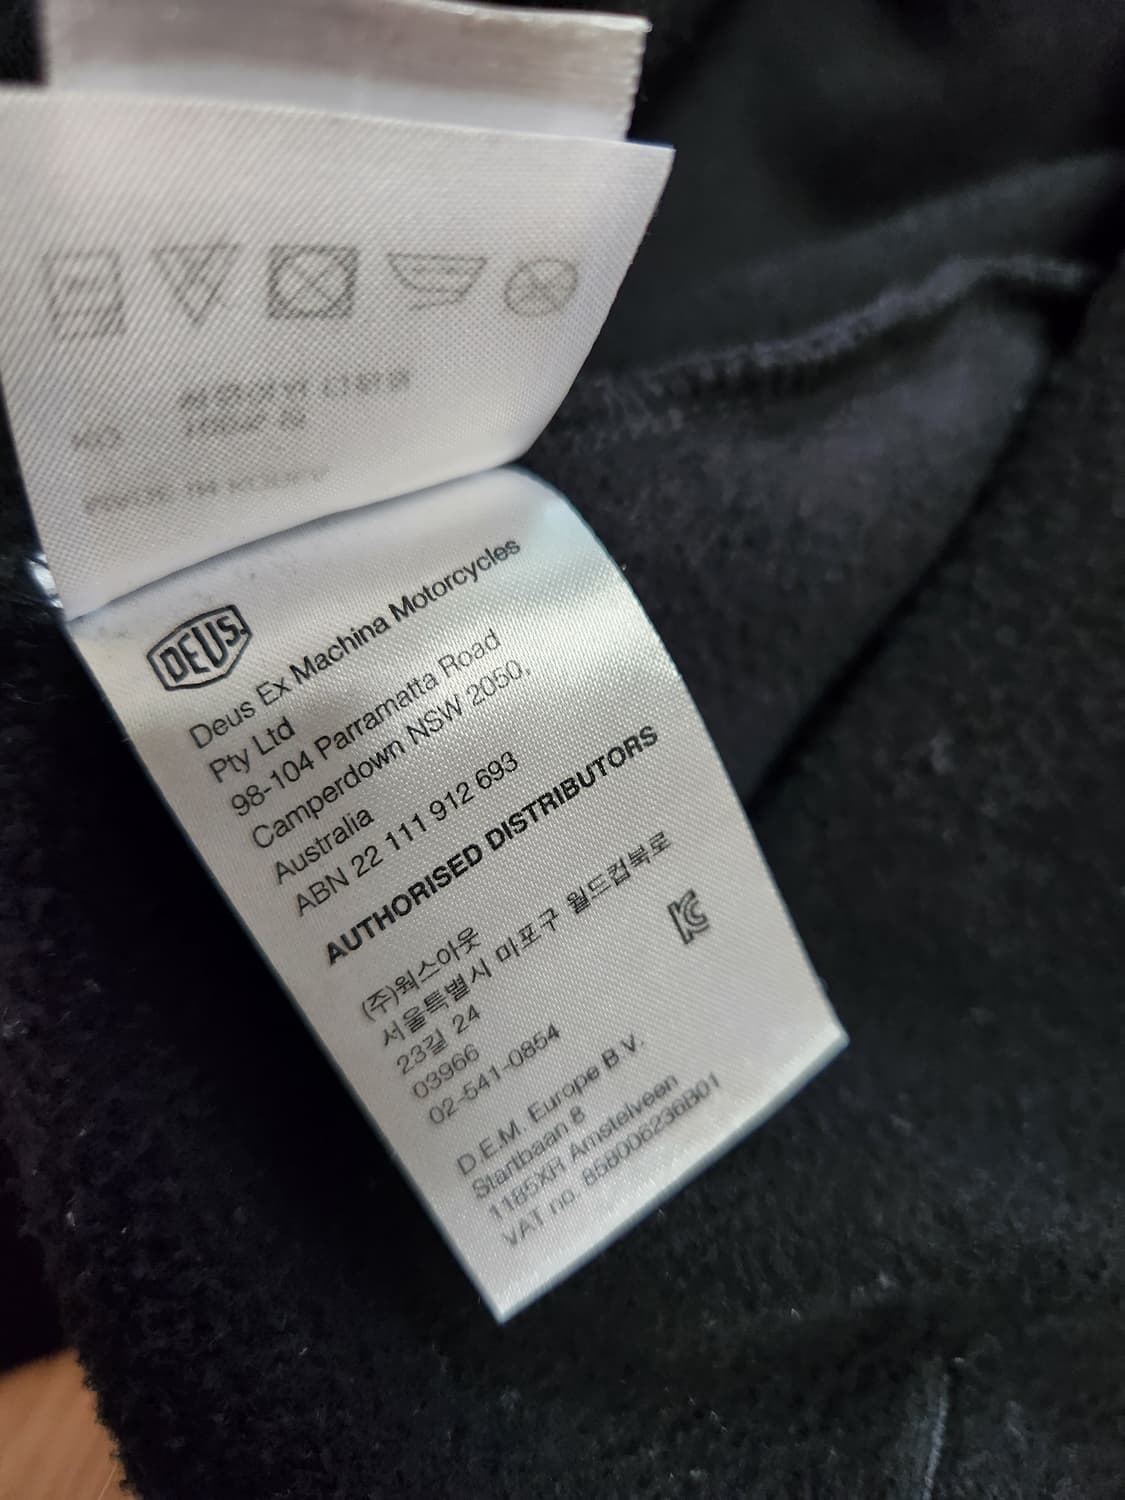 DEUS
Deus Ex Machina Motorcycles
Pty Ltd
98-104 Parramatta Road
Camperdown NSW 2050,
Australia
ABN 22 111 912 693
AUTHORISED DISTRIBUTORS
(주)웍스아웃
서울특별시 마포구 월드컵북로
23길 24
03966
02-541-0854
D.E.M. Europe B.V.
Startbaan 8
1185XR Amstelveen
VAT no. 858008236B01